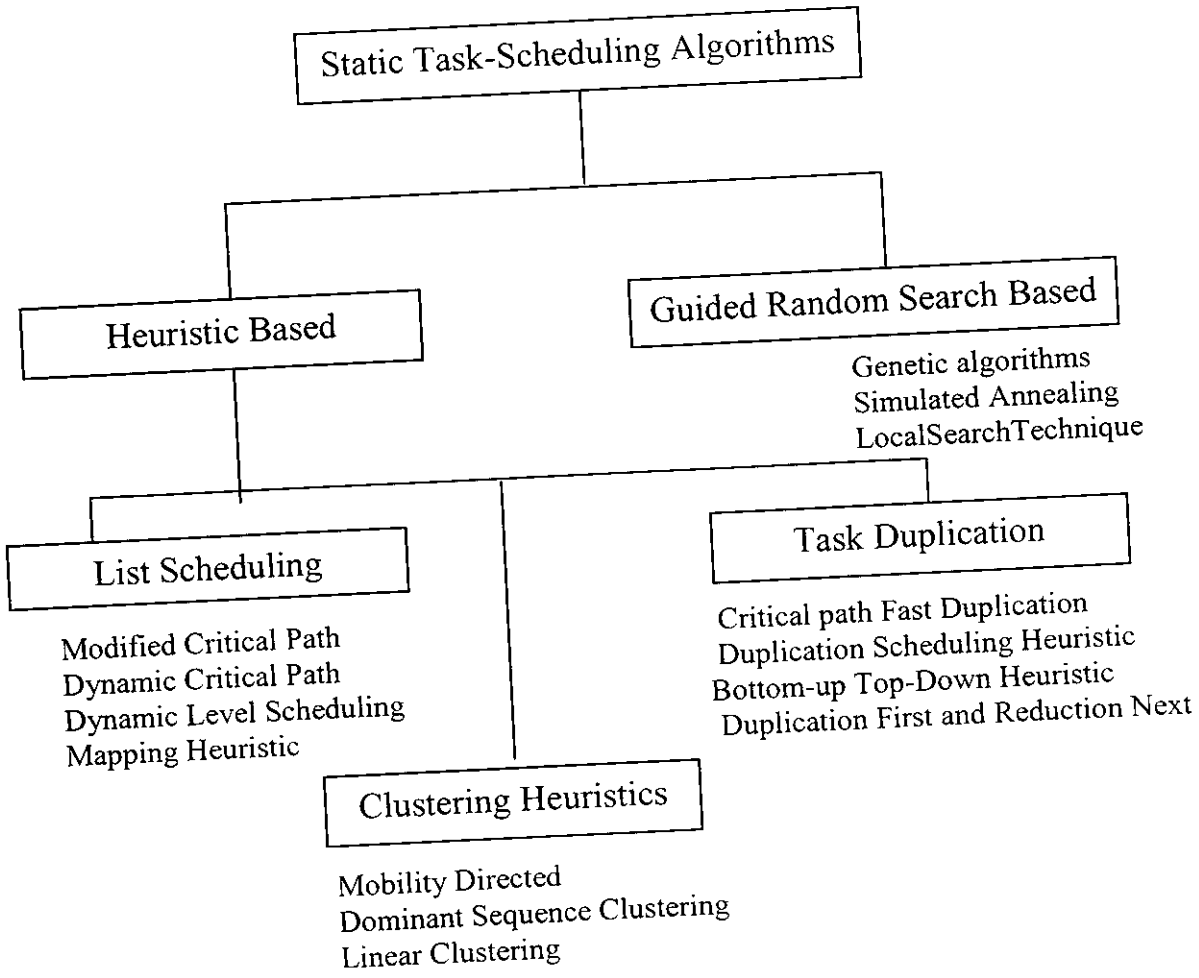 Static Task-Scheduling Algorithms
Heuristic Based
Guided Random Search Based
Genetic algorithms
Simulated Annealing
LocalSearchTechnique
List Scheduling
Modified Critical Path
Dynamic Critical Path
Dynamic Level Scheduling
Mapping Heuristic
Task Duplication
Critical path Fast Duplication
Duplication Scheduling Heuristic
Bottom-up Top-Down Heuristic
Duplication First and Reduction Next
Clustering Heuristics
Mobility Directed
Dominant Sequence Clustering
Linear Clustering